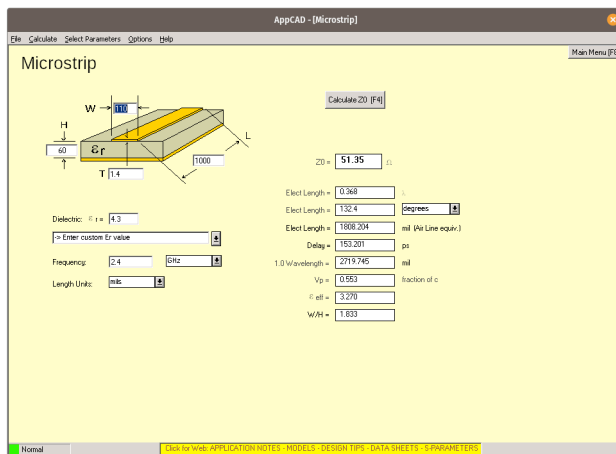 AppCAD - [Microstrip]
File Calculate Select Parameters Options Help
Main Menu [F8
Microstrip
W 110
Calculate Z0 [F4]
H
60
εr
L
1000
T 1.4
Z0 = 51.35 Ω
Elect Length = 0.368 λ
Elect Length = 132.4 degrees
Dielectric: ε r = 4.3
Elect Length = 1808.204 mil (Air Line equiv.)
-> Enter custom Er value
Delay = 153.201 ps
Frequency: 2.4 GHz
1.0 Wavelength = 2719.745 mil
Vp = 0.553 fraction of c
Length Units: mils
ε eff = 3.270
W/H = 1.833
Normal
Click for Web: APPLICATION NOTES - MODELS - DESIGN TIPS - DATA SHEETS - S-PARAMETERS